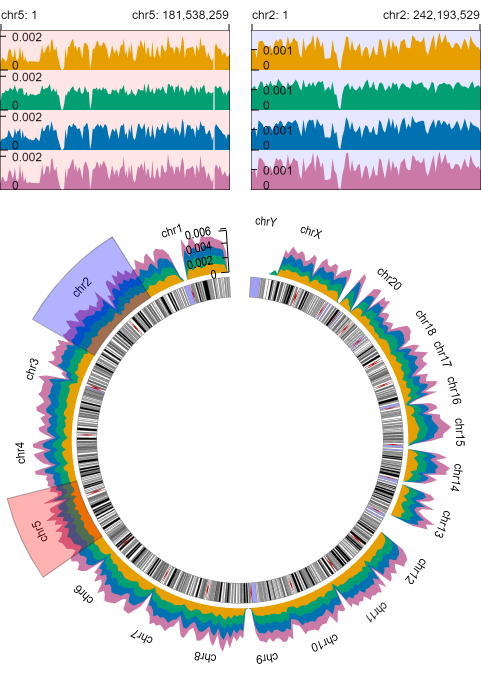 chr5: 1 chr5: 181,538,259 chr2: 1 chr2: 242,193,529
0.002
0
0.002
0
0.002
0
0.002
0
0.001
0
0.001
0
0.001
0
0.001
0
chr1
0.006
0.004
0.002
0
chrY
chrX
chr20
chr18
chr17
chr16
chr15
chr14
chr13
chr12
chr11
chr10
chr9
chr8
chr7
chr6
chr5
chr4
chr3
chr2